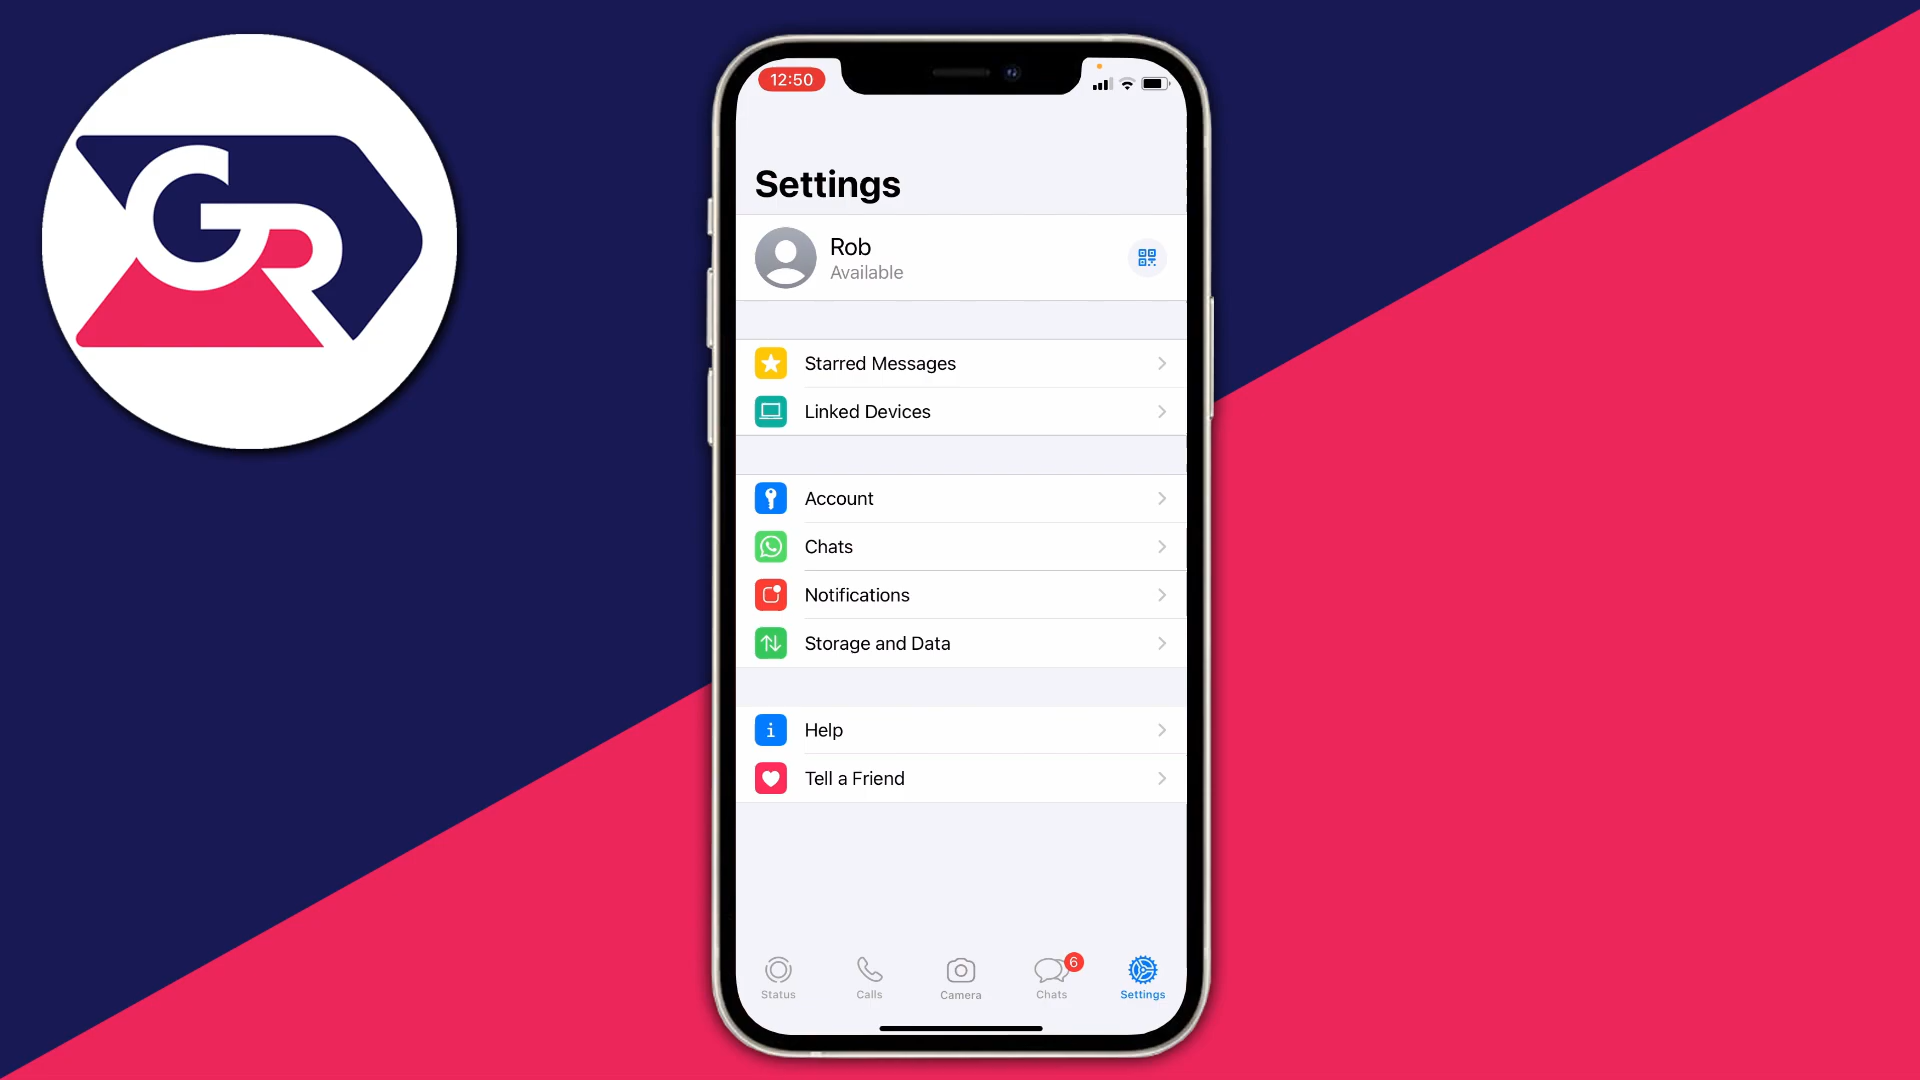 GR
12:50
Settings
Rob
Available
Starred Messages
Linked Devices
Account
Chats
Notifications
Storage and Data
Help
Tell a Friend
6
Status
Calls
Camera
Chats
Settings